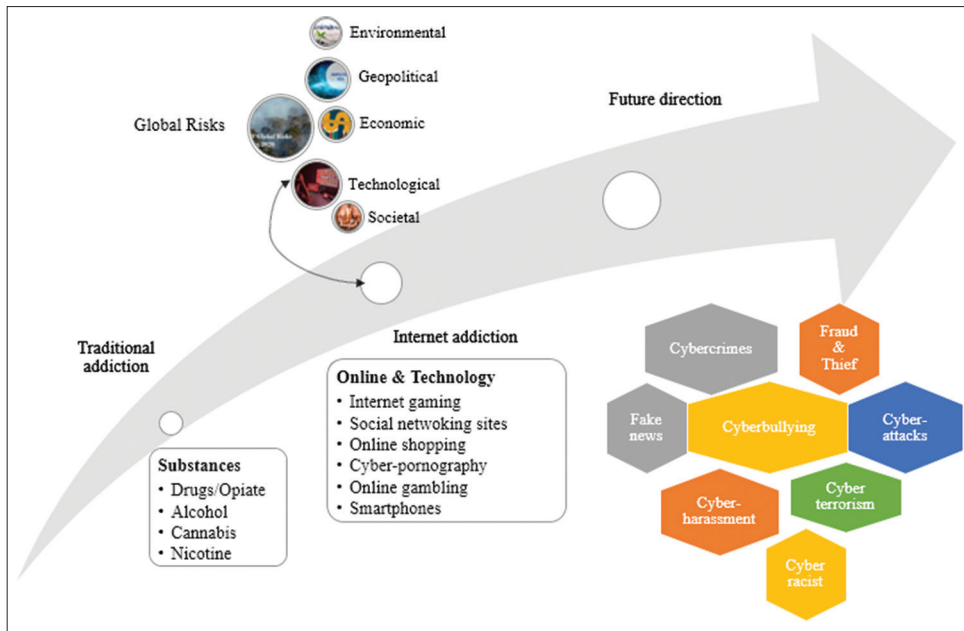 Environmental
Geopolitical
Global Risks
Economic
Technological
Societal
Future direction
Traditional
addiction
Internet addiction
Substances
• Drugs/Opiate
• Alcohol
• Cannabis
• Nicotine
Online & Technology
• Internet gaming
• Social netwoking sites
• Online shopping
• Cyber-pornography
• Online gambling
• Smartphones
Cybercrimes
Fraud
&
Thief
Fake
news
Cyberbullying
Cyber-
attacks
Cyber-
harassment
Cyber
terrorism
Cyber
racist